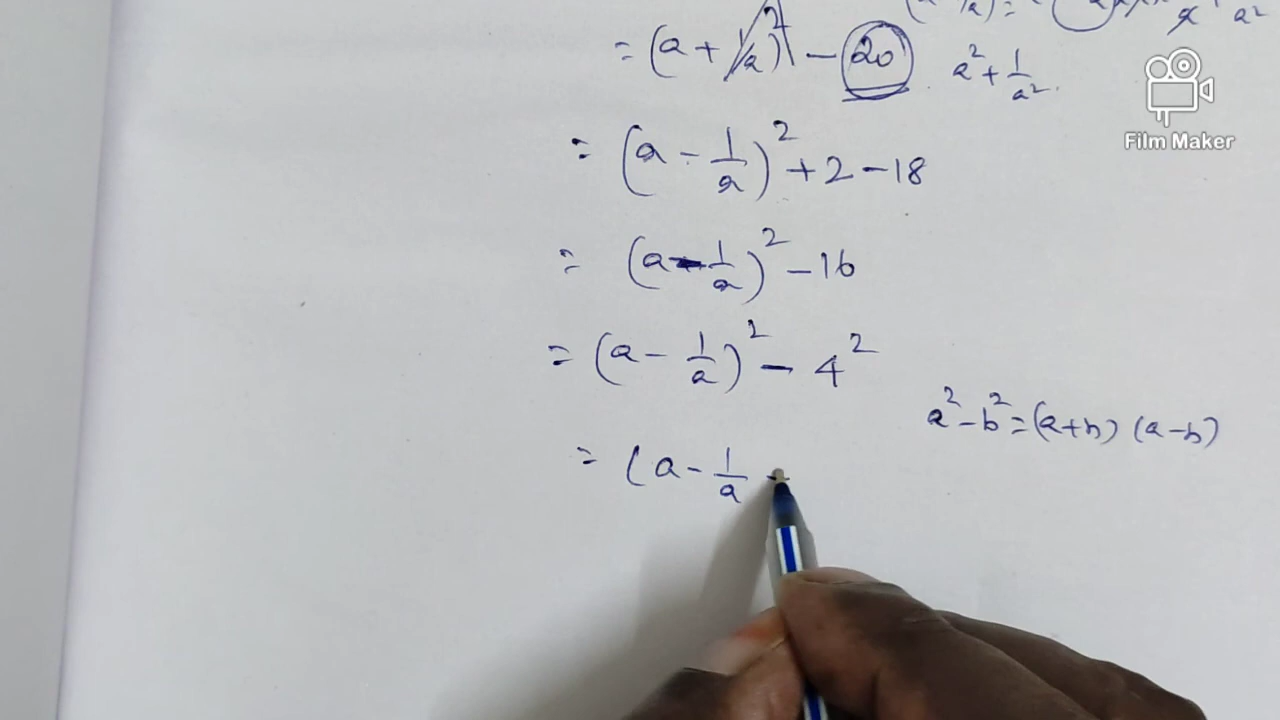 = (a + 1/a)² - 20 a² + 1/a².
Film Maker
= (a - 1/a)² + 2 - 18
= (a - 1/a)² - 16
= (a - 1/a)² - 4²
a² - b² = (a+b) (a-b)
= (a - 1/a